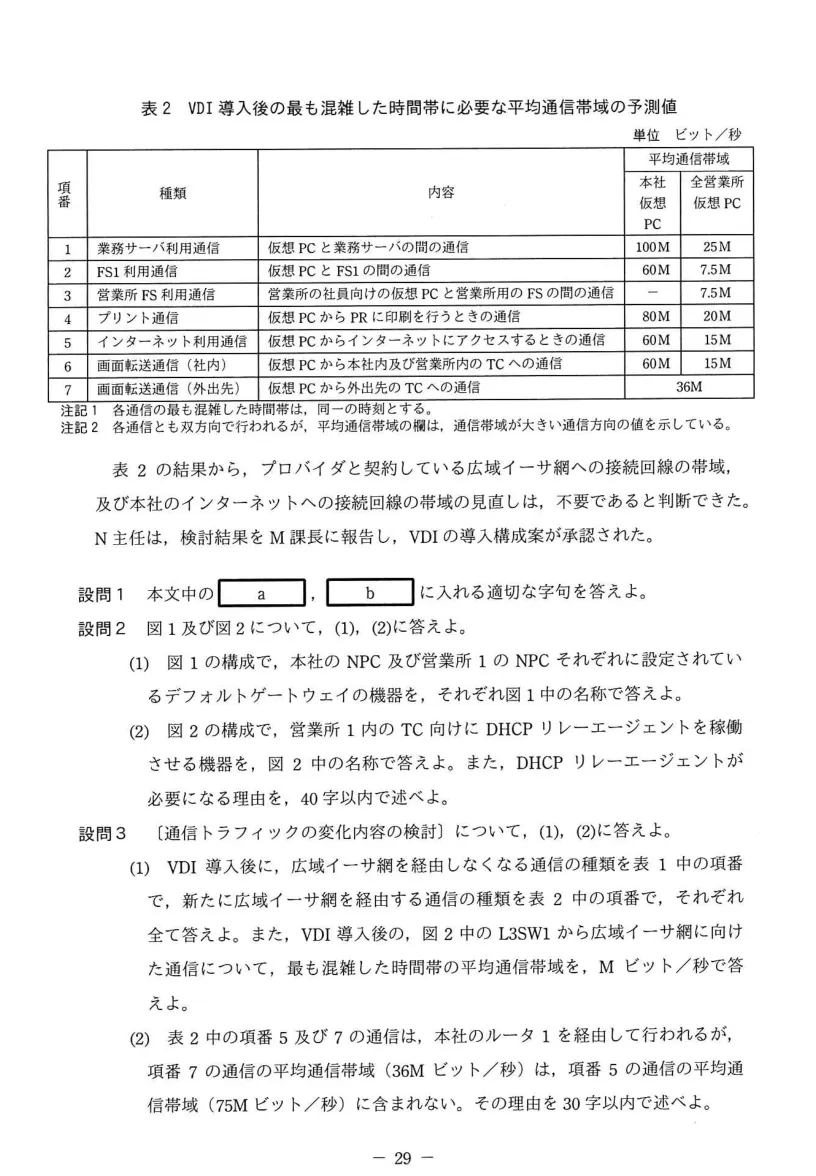 表2 VDI 導入後の最も混雑した時間帯に必要な平均通信帯域の予測値
単位 ビット／秒
項番 種類 内容 平均通信帯域
本社仮想PC 全営業所仮想PC
1 業務サーバ利用通信 仮想 PC と業務サーバの間の通信 100M 25M
2 FS1 利用通信 仮想 PC と FS1 の間の通信 60M 7.5M
3 営業所 FS 利用通信 営業所の社員向けの仮想 PC と営業所用の FS の間の通信 － 7.5M
4 プリント通信 仮想 PC から PR に印刷を行うときの通信 80M 20M
5 インターネット利用通信 仮想 PC からインターネットにアクセスするときの通信 60M 15M
6 画面転送通信（社内） 仮想 PC から本社内及び営業所内の TC への通信 60M 15M
7 画面転送通信（外出先） 仮想 PC から外出先の TC への通信 36M
注記1 各通信の最も混雑した時間帯は，同一の時刻とする。
注記2 各通信とも双方向で行われるが，平均通信帯域の欄は，通信帯域が大きい通信方向の値を示している。
表 2 の結果から，プロバイダと契約している広域イーサ網への接続回線の帯域，
及び本社のインターネットへの接続回線の帯域の見直しは，不要であると判断できた。
N 主任は，検討結果を M 課長に報告し，VDI の導入構成案が承認された。
設問1 本文中の a ， b に入れる適切な字句を答えよ。
設問2 図1及び図2について，(1)，(2)に答えよ。
(1) 図 1 の構成で，本社の NPC 及び営業所 1 の NPC それぞれに設定されてい
るデフォルトゲートウェイの機器を，それぞれ図 1 中の名称で答えよ。
(2) 図 2 の構成で，営業所 1 内の TC 向けに DHCP リレーエージェントを稼働
させる機器を，図 2 中の名称で答えよ。また，DHCP リレーエージェントが
必要になる理由を，40 字以内で述べよ。
設問3 〔通信トラフィックの変化内容の検討〕について，(1)，(2)に答えよ。
(1) VDI 導入後に，広域イーサ網を経由しなくなる通信の種類を表 1 中の項番
で，新たに広域イーサ網を経由する通信の種類を表 2 中の項番で，それぞれ
全て答えよ。また，VDI 導入後の，図 2 中の L3SW1 から広域イーサ網に向け
た通信について，最も混雑した時間帯の平均通信帯域を，M ビット／秒で答
えよ。
(2) 表 2 中の項番 5 及び 7 の通信は，本社のルータ 1 を経由して行われるが，
項番 7 の通信の平均通信帯域（36M ビット／秒）は，項番 5 の通信の平均通
信帯域（75M ビット／秒）に含まれない。その理由を 30 字以内で述べよ。
－ 29 －